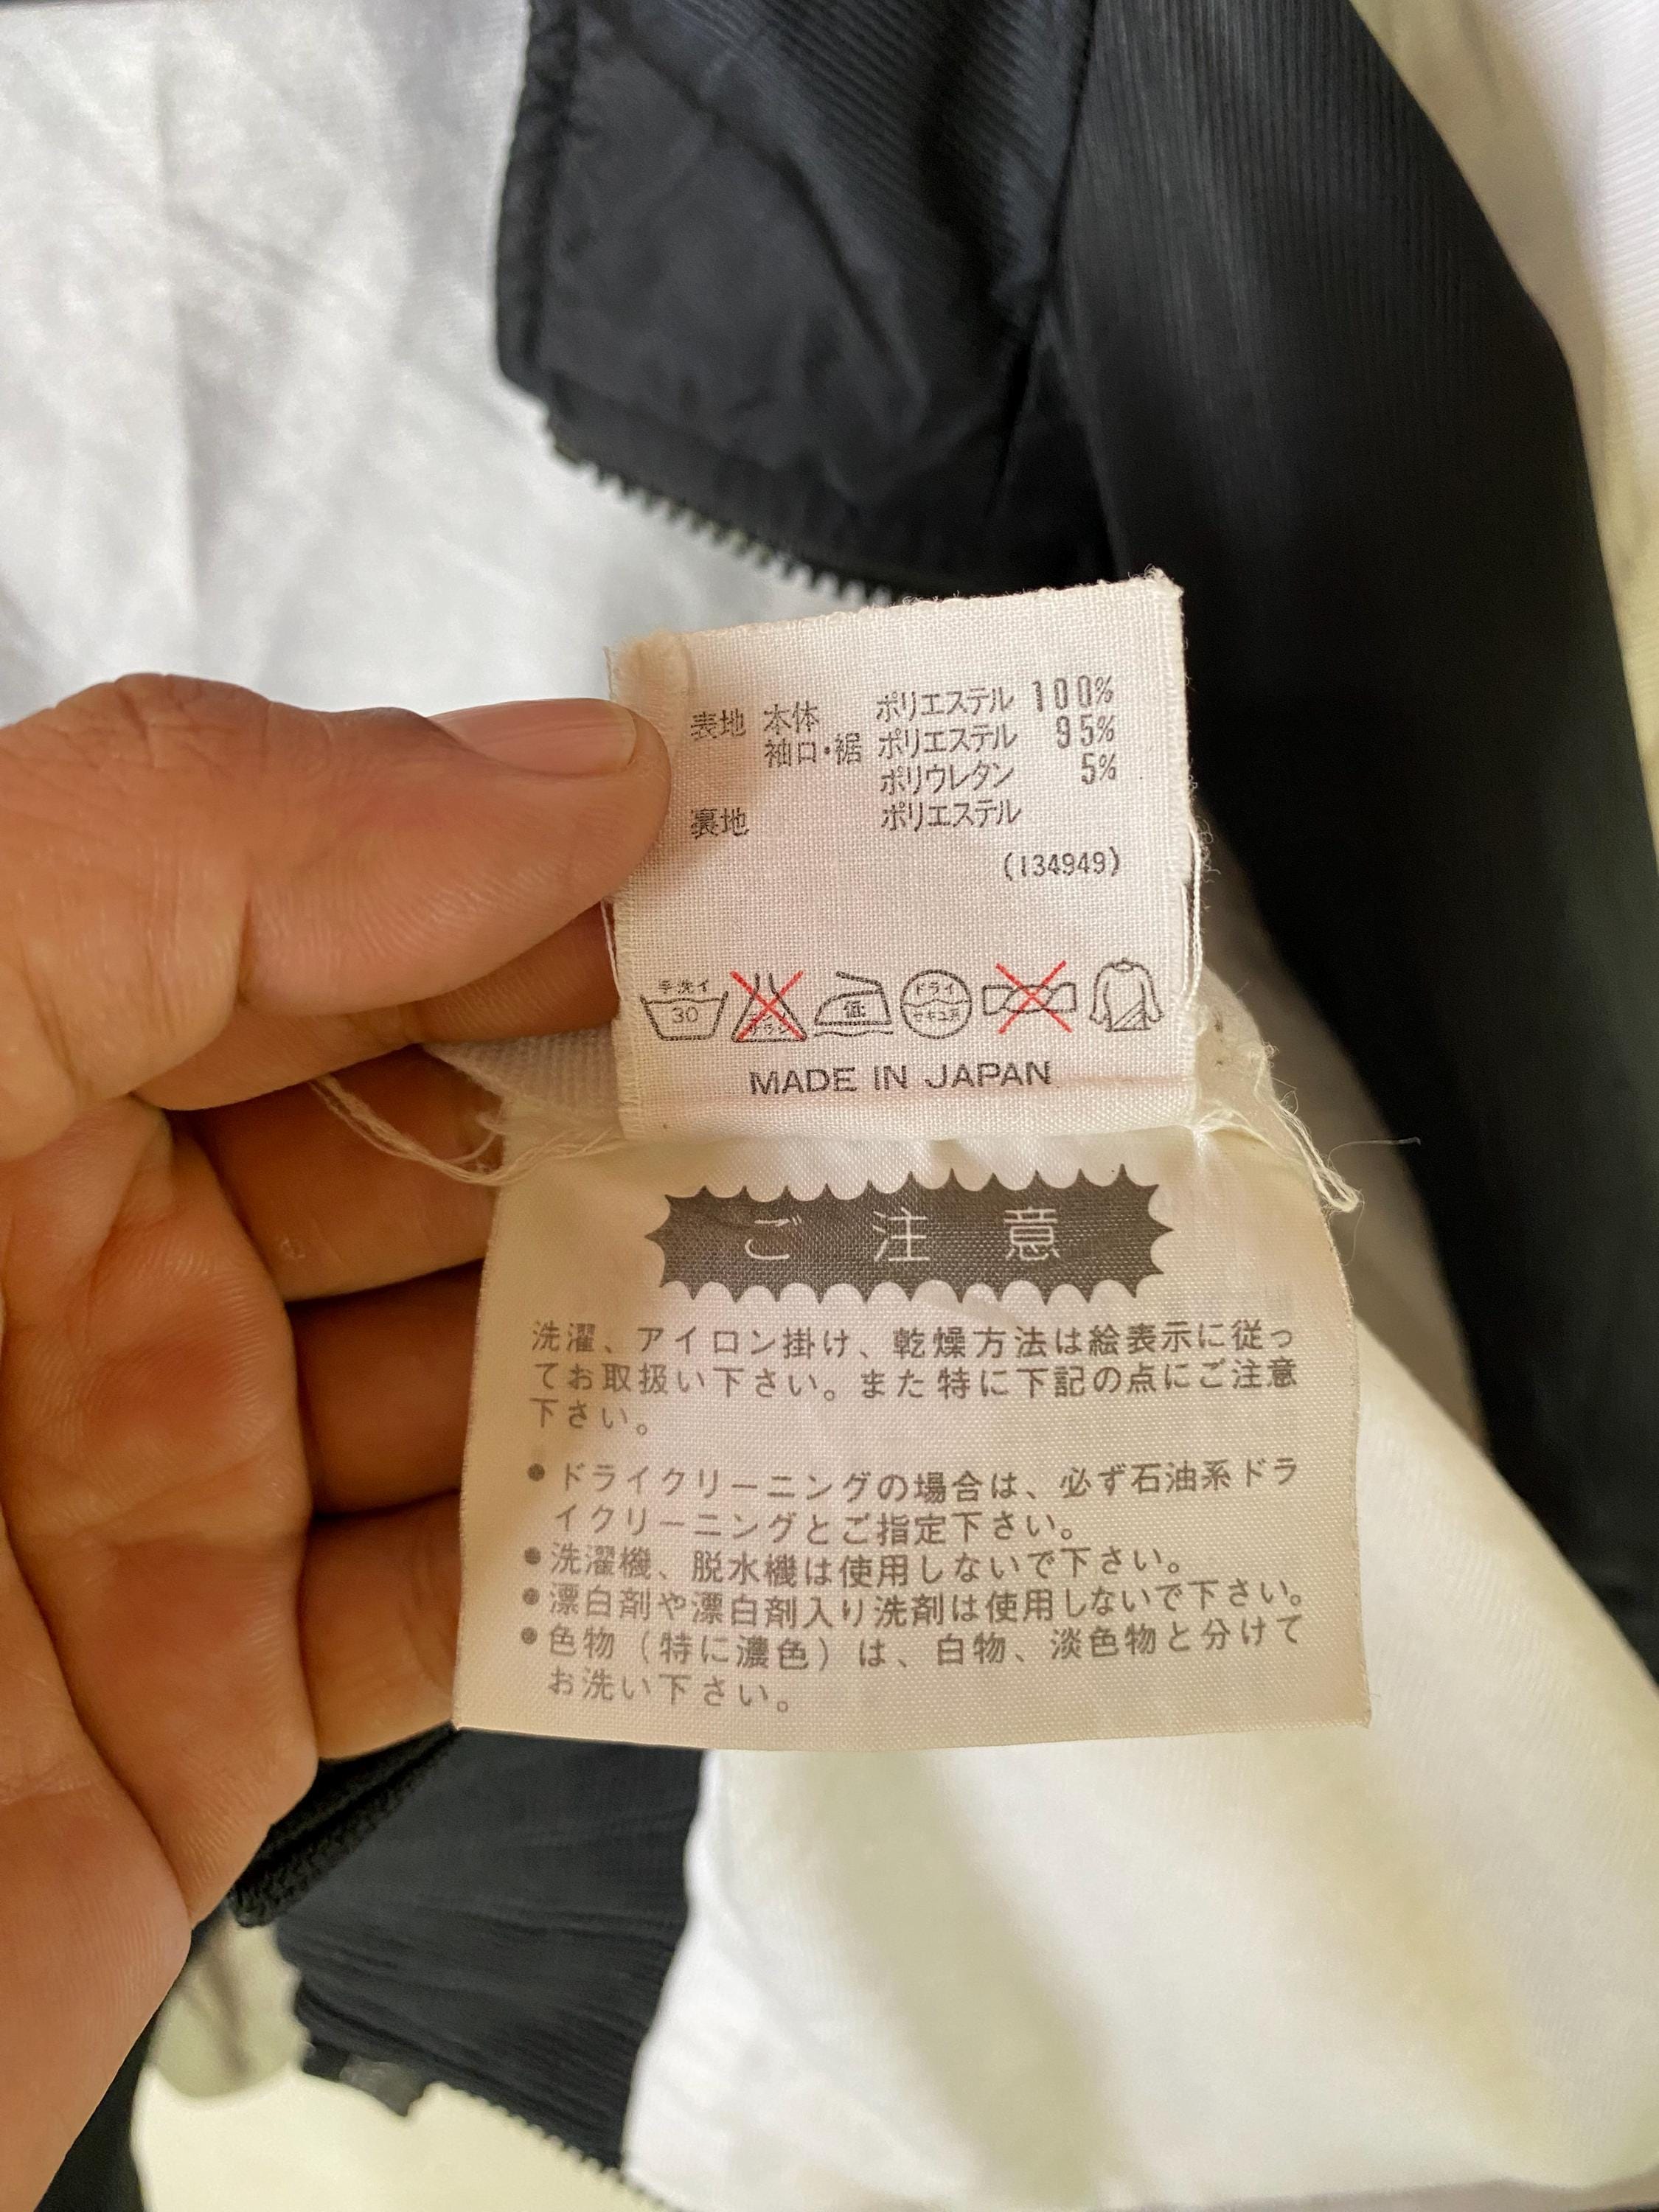 表地 本体 ポリエステル 100%
袖口・裾 ポリエステル 95%
ポリウレタン 5%
裏地 ポリエステル
(134949)
手洗イ 30
低
ドライ セキユ系
MADE IN JAPAN
ご注意
洗濯、アイロン掛け、乾燥方法は絵表示に従っ
てお取扱い下さい。また特に下記の点にご注意
下さい。
●ドライクリーニングの場合は、必ず石油系ドラ
イクリーニングとご指定下さい。
●洗濯機、脱水機は使用しないで下さい。
●漂白剤や漂白剤入り洗剤は使用しないで下さい。
●色物（特に濃色）は、白物、淡色物と分けて
お洗い下さい。